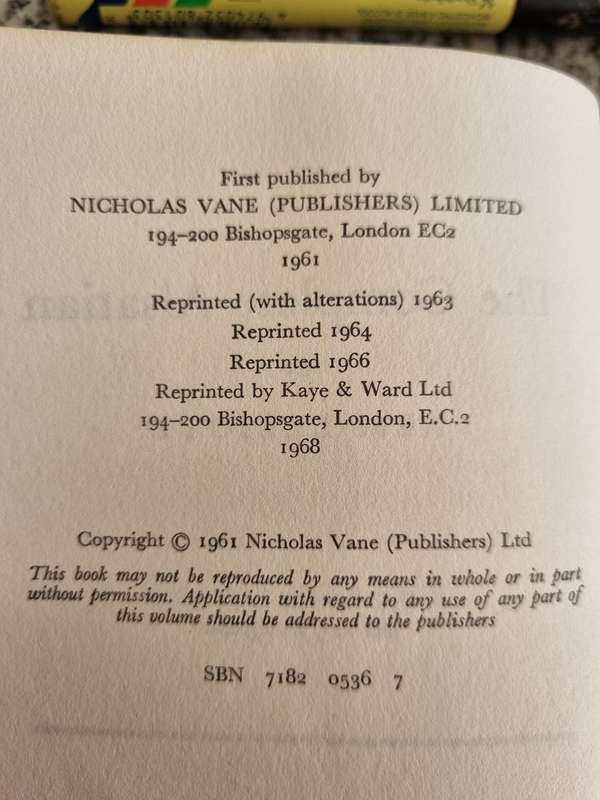 First published by
NICHOLAS VANE (PUBLISHERS) LIMITED
194–200 Bishopsgate, London EC2
1961
Reprinted (with alterations) 1963
Reprinted 1964
Reprinted 1966
Reprinted by Kaye & Ward Ltd
194–200 Bishopsgate, London, E.C.2
1968
Copyright © 1961 Nicholas Vane (Publishers) Ltd
This book may not be reproduced by any means in whole or in part
without permission. Application with regard to any use of any part of
this volume should be addressed to the publishers
SBN 7182 0536 7